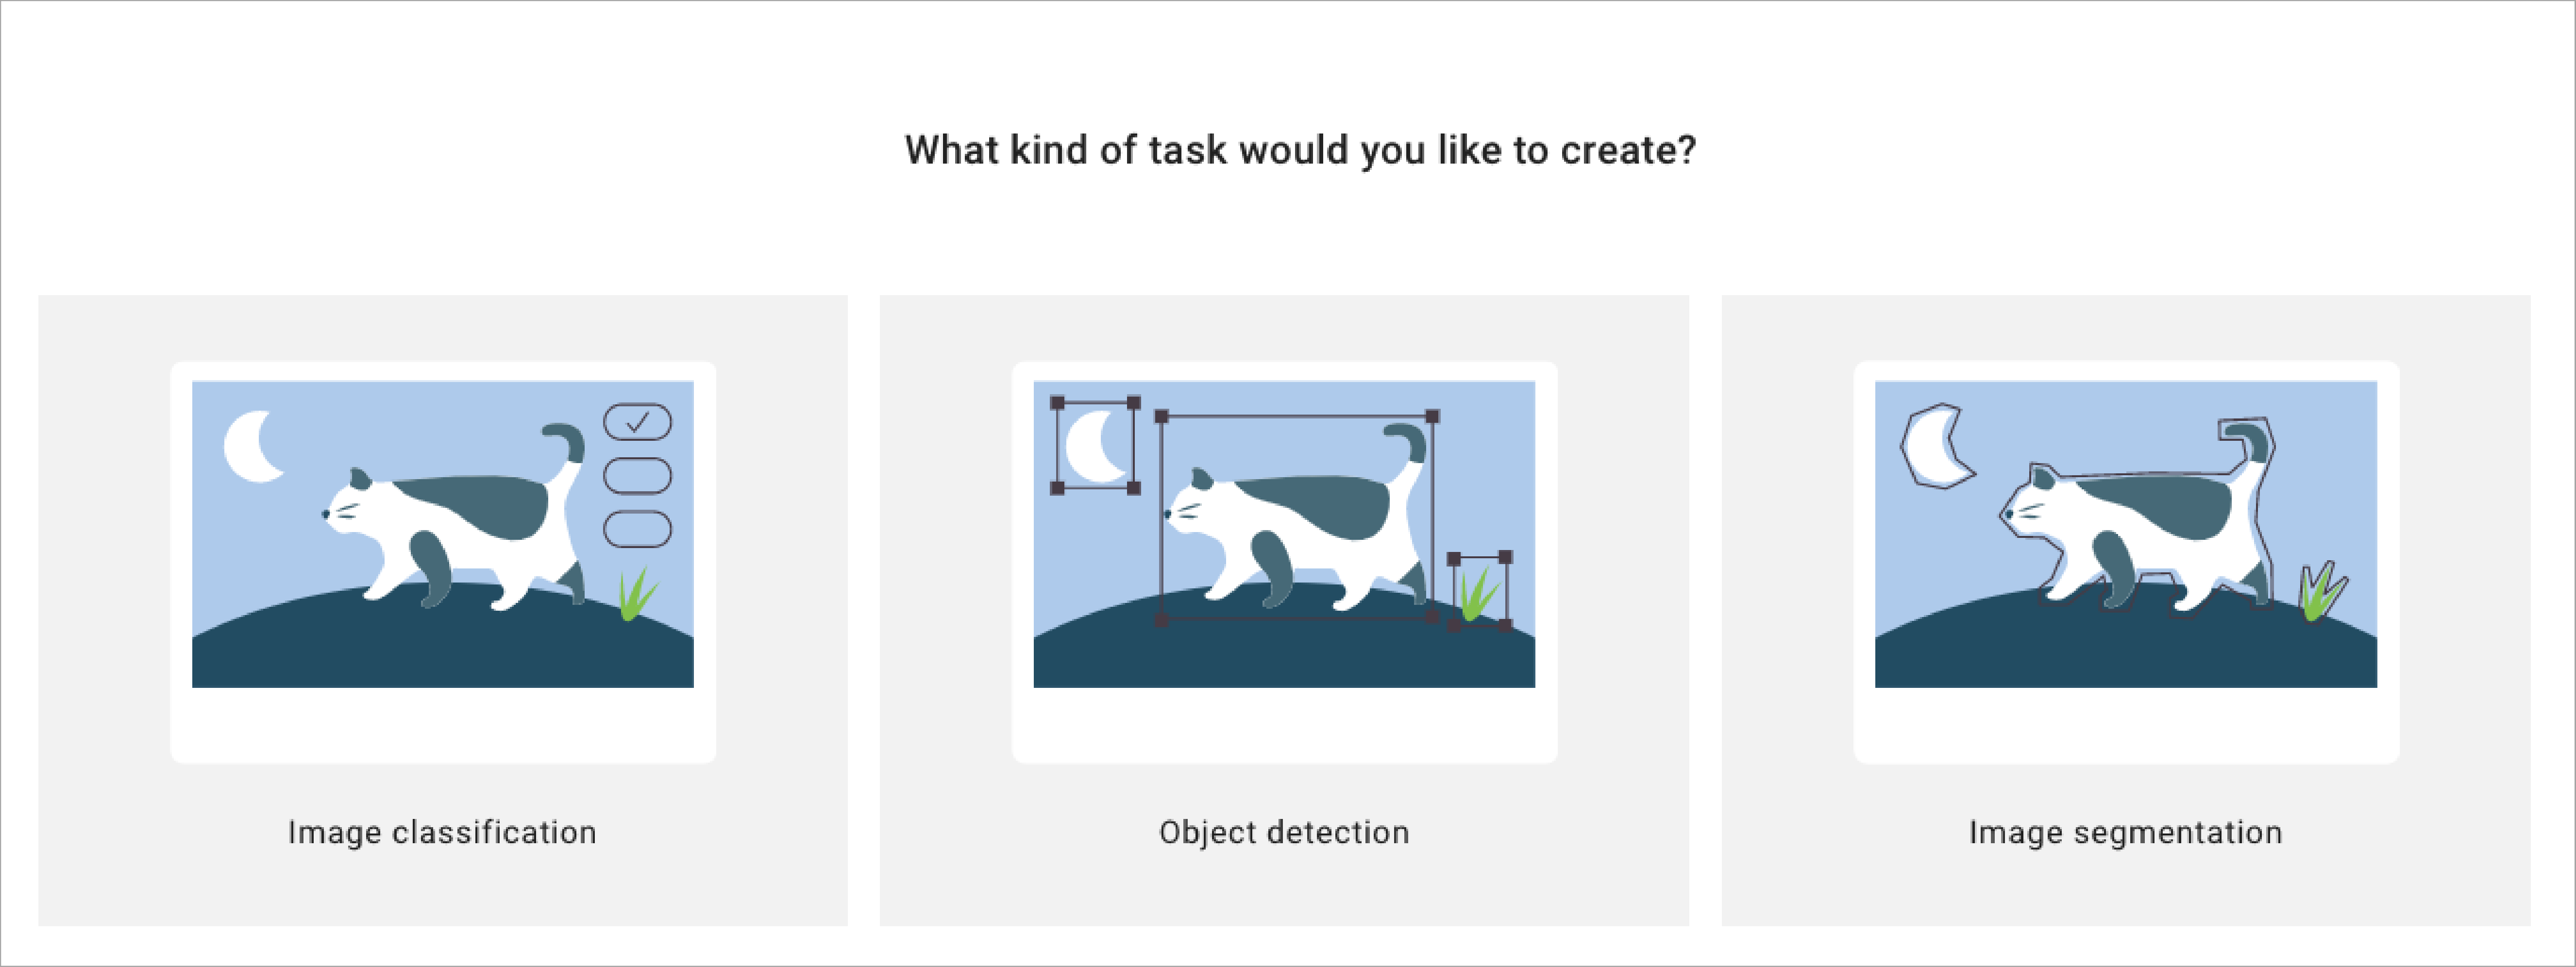 What kind of task would you like to create?
Image classification
Object detection
Image segmentation